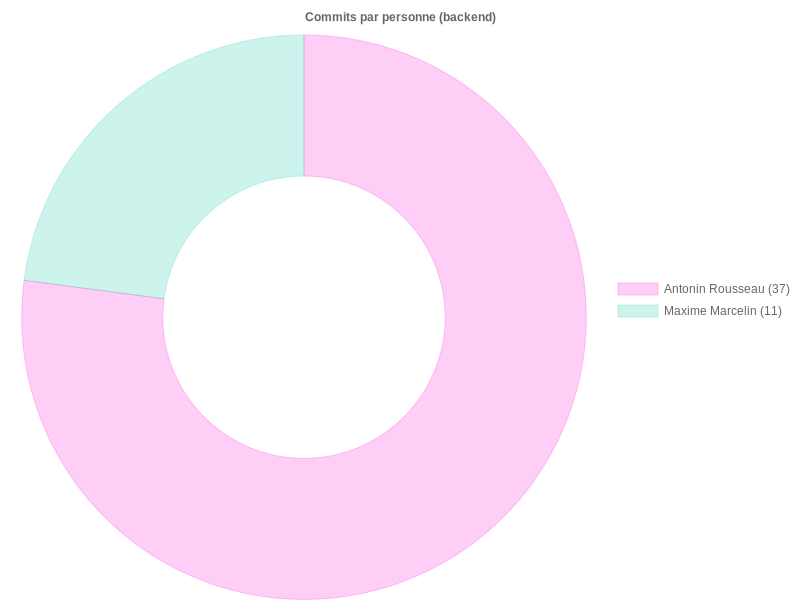 Commits par personne (backend)
Antonin Rousseau (37)
Maxime Marcelin (11)